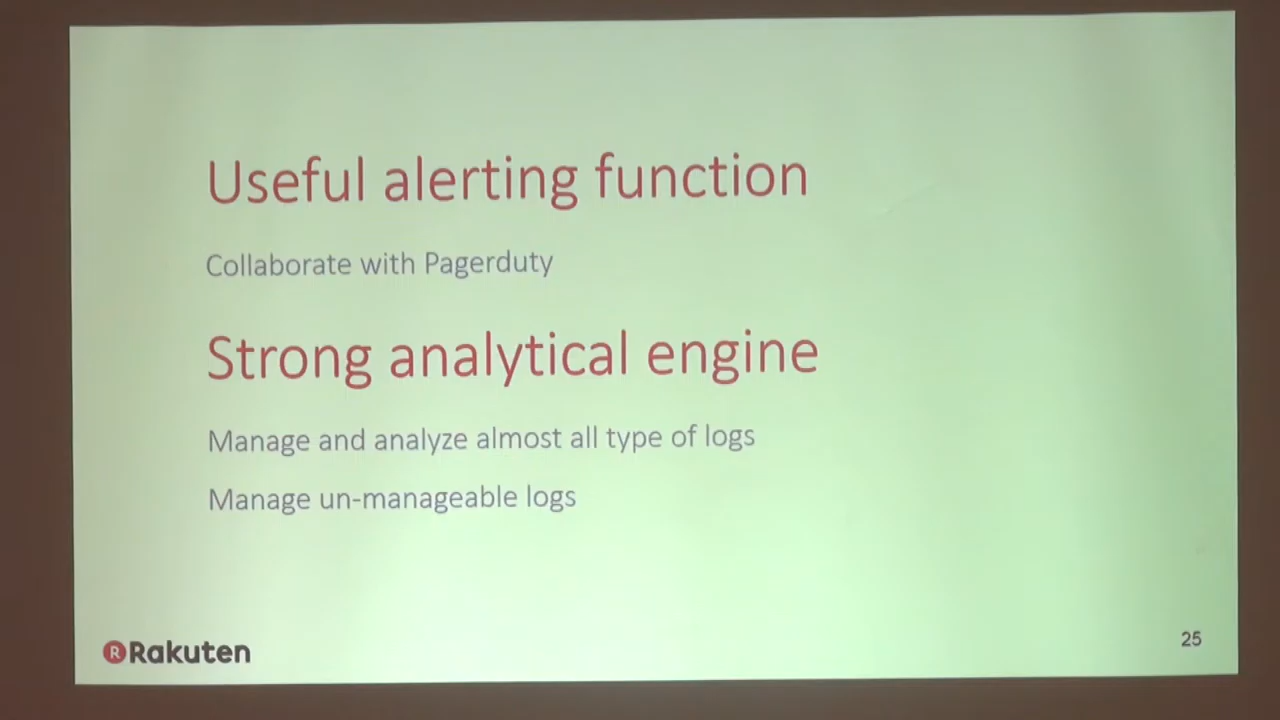 Useful alerting function
Collaborate with Pagerduty
Strong analytical engine
Manage and analyze almost all type of logs
Manage un-manageable logs
R Rakuten
25